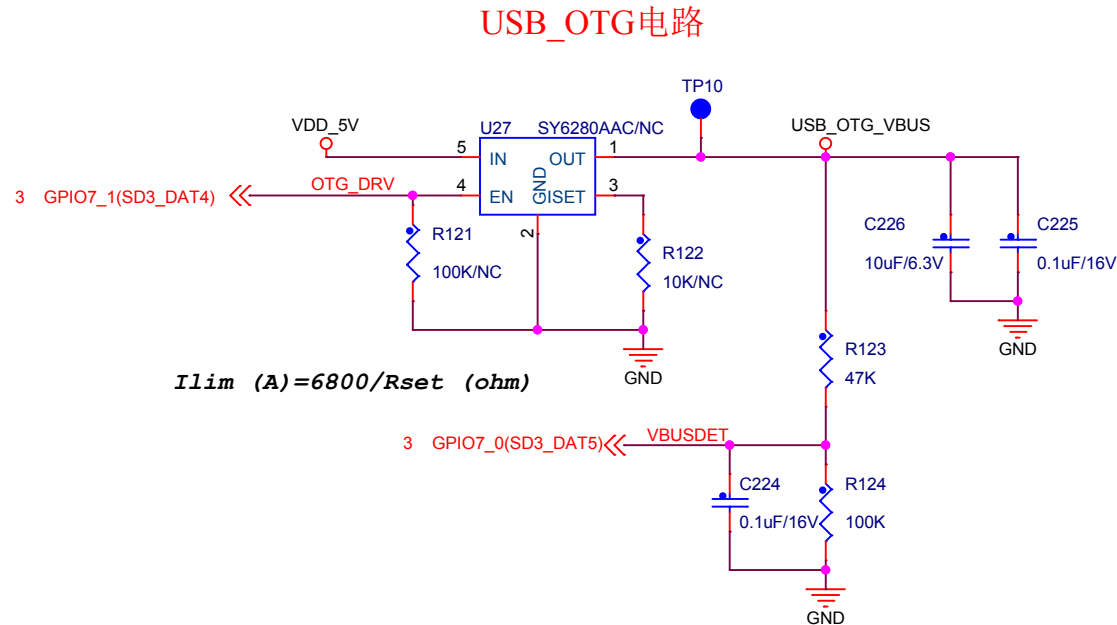 USB_OTG电路
TP10
VDD_5V
U27
SY6280AAC/NC
USB_OTG_VBUS
5
IN
OUT
1
3
GPIO7_1(SD3_DAT4)
OTG_DRV
4
EN
GND
ISET
3
2
R121
100K/NC
R122
10K/NC
C226
10uF/6.3V
C225
0.1uF/16V
GND
GND
Ilim (A)=6800/Rset (ohm)
R123
47K
3
GPIO7_0(SD3_DAT5)
VBUSDET
C224
0.1uF/16V
R124
100K
GND